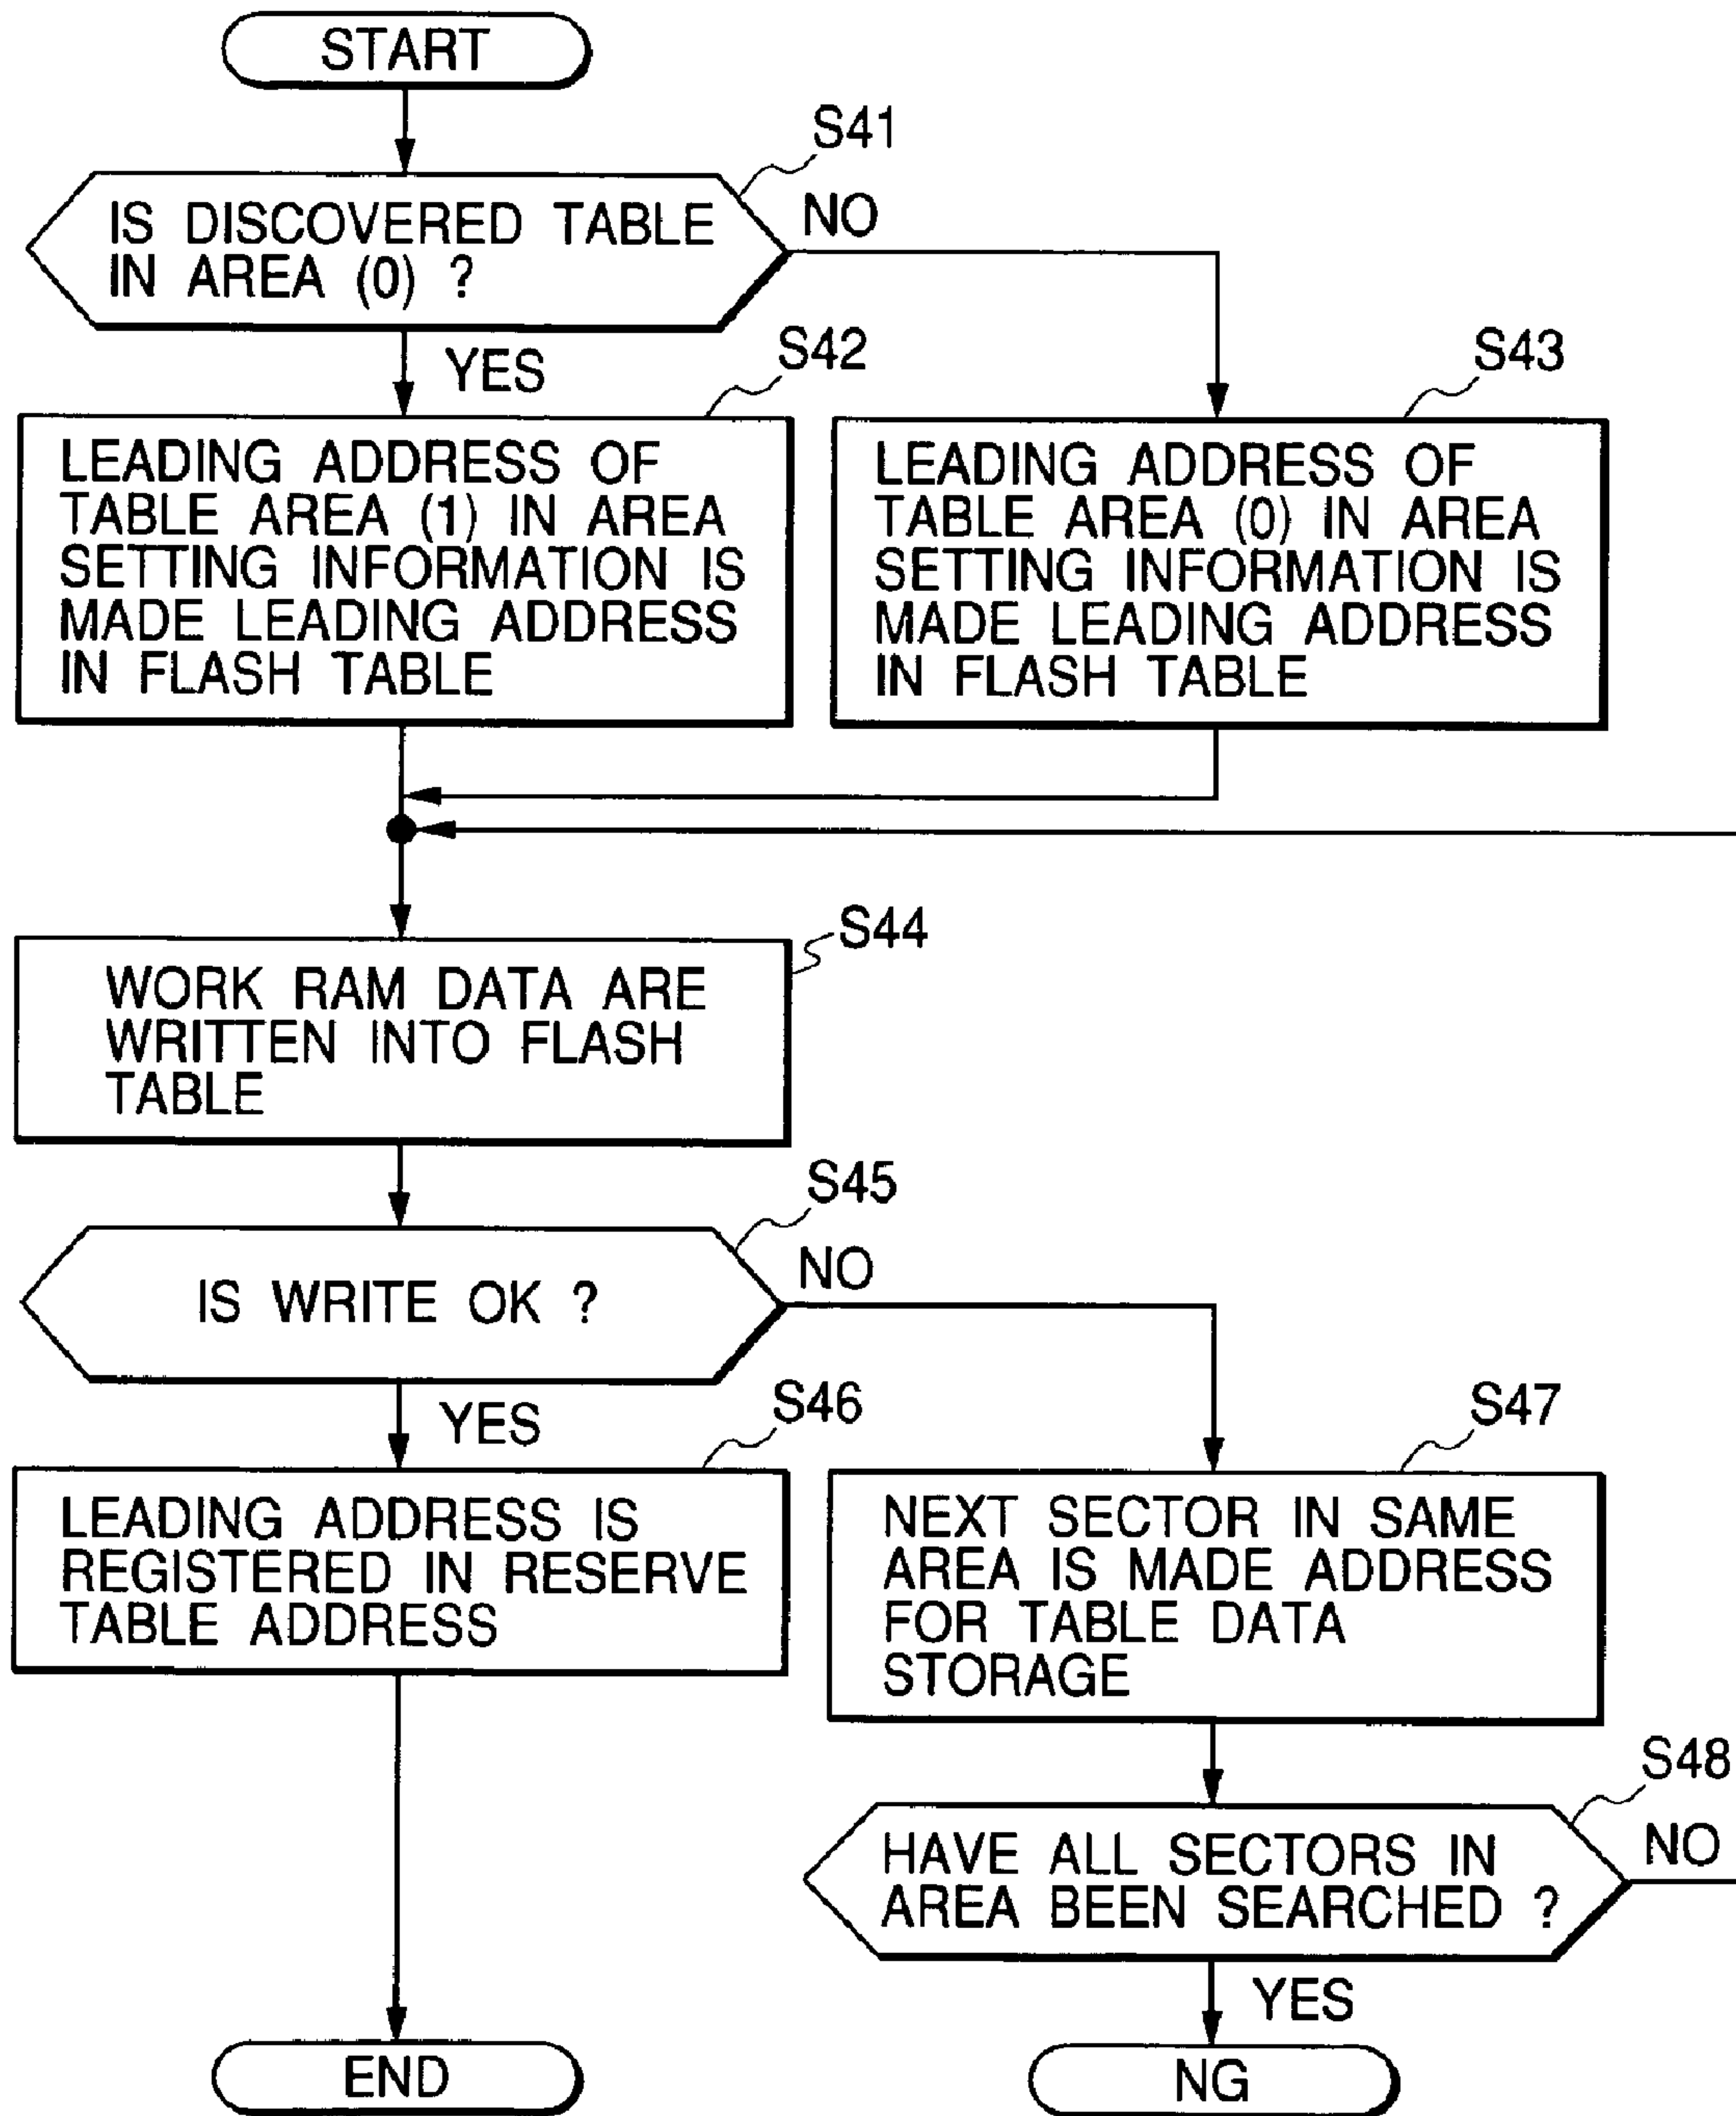 START
S41
IS DISCOVERED TABLE
IN AREA (0) ?
NO
YES
S42
S43
LEADING ADDRESS OF
TABLE AREA (1) IN AREA
SETTING INFORMATION IS
MADE LEADING ADDRESS
IN FLASH TABLE
LEADING ADDRESS OF
TABLE AREA (0) IN AREA
SETTING INFORMATION IS
MADE LEADING ADDRESS
IN FLASH TABLE
S44
WORK RAM DATA ARE
WRITTEN INTO FLASH
TABLE
S45
IS WRITE OK ?
NO
YES
S46
S47
LEADING ADDRESS IS
REGISTERED IN RESERVE
TABLE ADDRESS
NEXT SECTOR IN SAME
AREA IS MADE ADDRESS
FOR TABLE DATA
STORAGE
S48
HAVE ALL SECTORS IN
AREA BEEN SEARCHED ?
NO
YES
END
NG